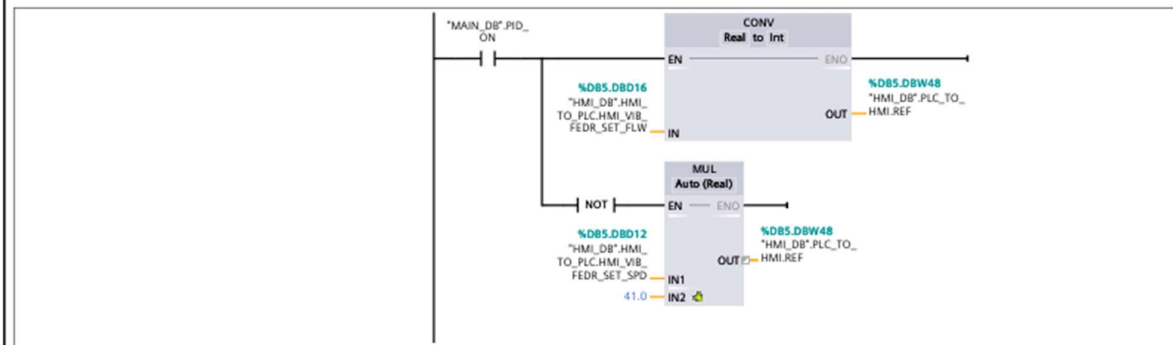 "MAIN_DB".PID_
ON
CONV
Real to Int
EN
ENO
%DB5.DBD16
"HMI_DB".HMI_
TO_PLC.HMI_VIB_
FEDR_SET_FLW
IN
%DB5.DBW48
"HMI_DB".PLC_TO_
HMI.REF
OUT
MUL
Auto (Real)
NOT
EN
ENO
%DB5.DBD12
"HMI_DB".HMI_
TO_PLC.HMI_VIB_
FEDR_SET_SPD
IN1
41.0
IN2
%DB5.DBW48
"HMI_DB".PLC_TO_
HMI.REF
OUT